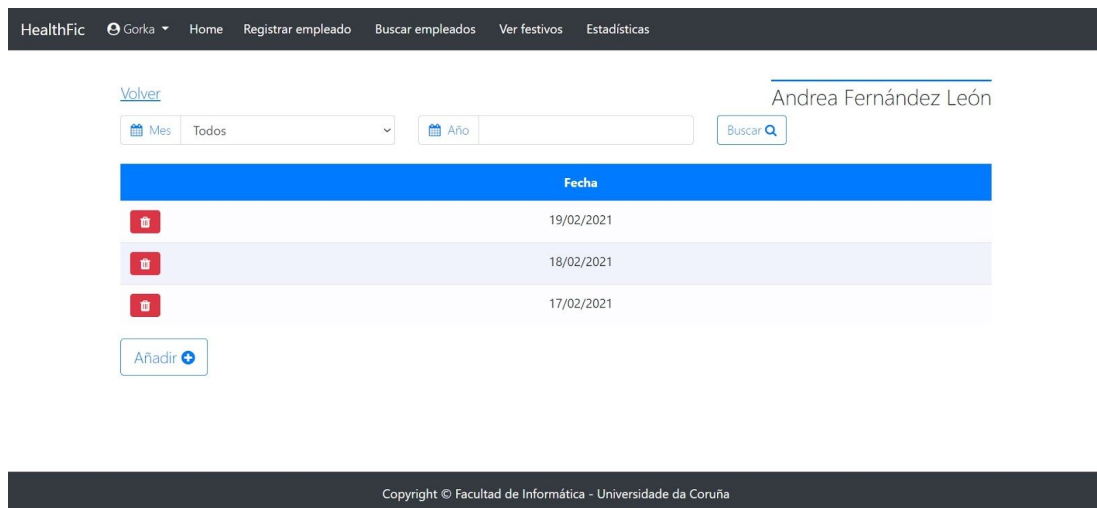 HealthFic Gorka Home Registrar empleado Buscar empleados Ver festivos Estadísticas
Volver
Andrea Fernández León
Mes Todos Año Buscar
Fecha
19/02/2021
18/02/2021
17/02/2021
Añadir
Copyright © Facultad de Informática - Universidade da Coruña